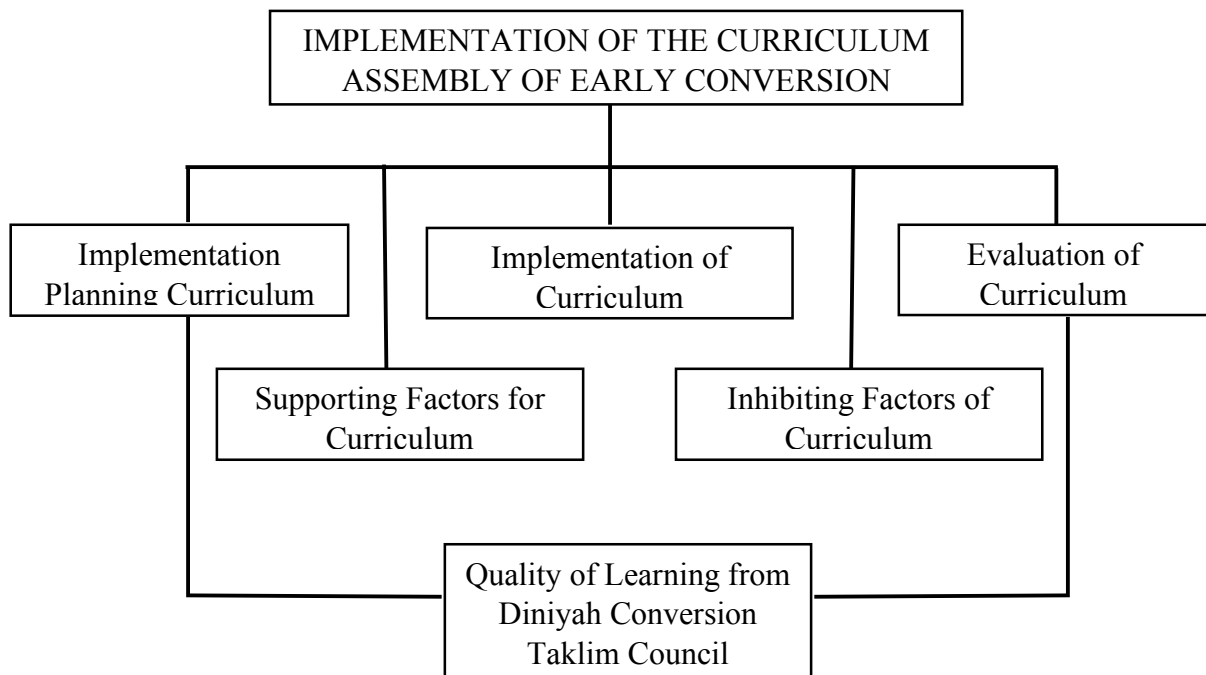 IMPLEMENTATION OF THE CURRICULUM
ASSEMBLY OF EARLY CONVERSION
Implementation
Planning Curriculum
Implementation of
Curriculum
Evaluation of
Curriculum
Supporting Factors for
Curriculum
Inhibiting Factors of
Curriculum
Quality of Learning from
Diniyah Conversion
Taklim Council